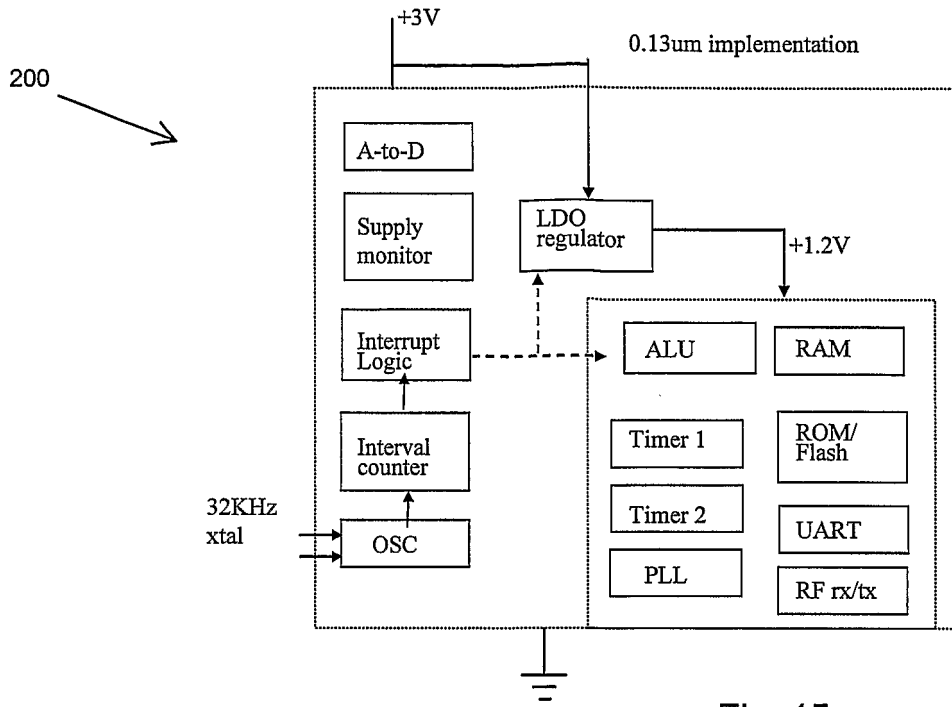 +3V
0.13um implementation
200
A-to-D
Supply
monitor
LDO
regulator
+1.2V
Interrupt
Logic
ALU
RAM
Interval
counter
Timer 1
ROM/
Flash
32KHz
xtal
OSC
Timer 2
UART
PLL
RF rx/tx